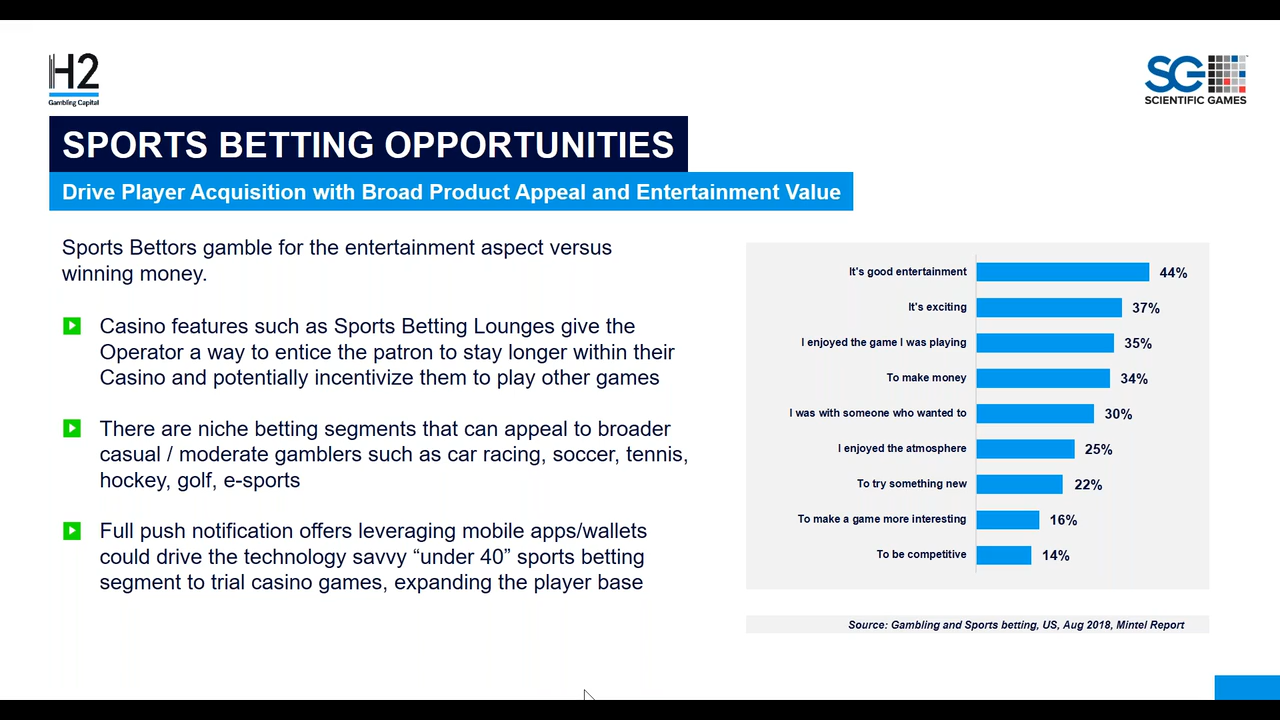 H2
Gambling Capital
SG
SCIENTIFIC GAMES
SPORTS BETTING OPPORTUNITIES
Drive Player Acquisition with Broad Product Appeal and Entertainment Value
Sports Bettors gamble for the entertainment aspect versus
winning money.
Casino features such as Sports Betting Lounges give the
Operator a way to entice the patron to stay longer within their
Casino and potentially incentivize them to play other games
There are niche betting segments that can appeal to broader
casual / moderate gamblers such as car racing, soccer, tennis,
hockey, golf, e-sports
Full push notification offers leveraging mobile apps/wallets
could drive the technology savvy “under 40” sports betting
segment to trial casino games, expanding the player base
It's good entertainment 44%
It's exciting 37%
I enjoyed the game I was playing 35%
To make money 34%
I was with someone who wanted to 30%
I enjoyed the atmosphere 25%
To try something new 22%
To make a game more interesting 16%
To be competitive 14%
Source: Gambling and Sports betting, US, Aug 2018, Mintel Report